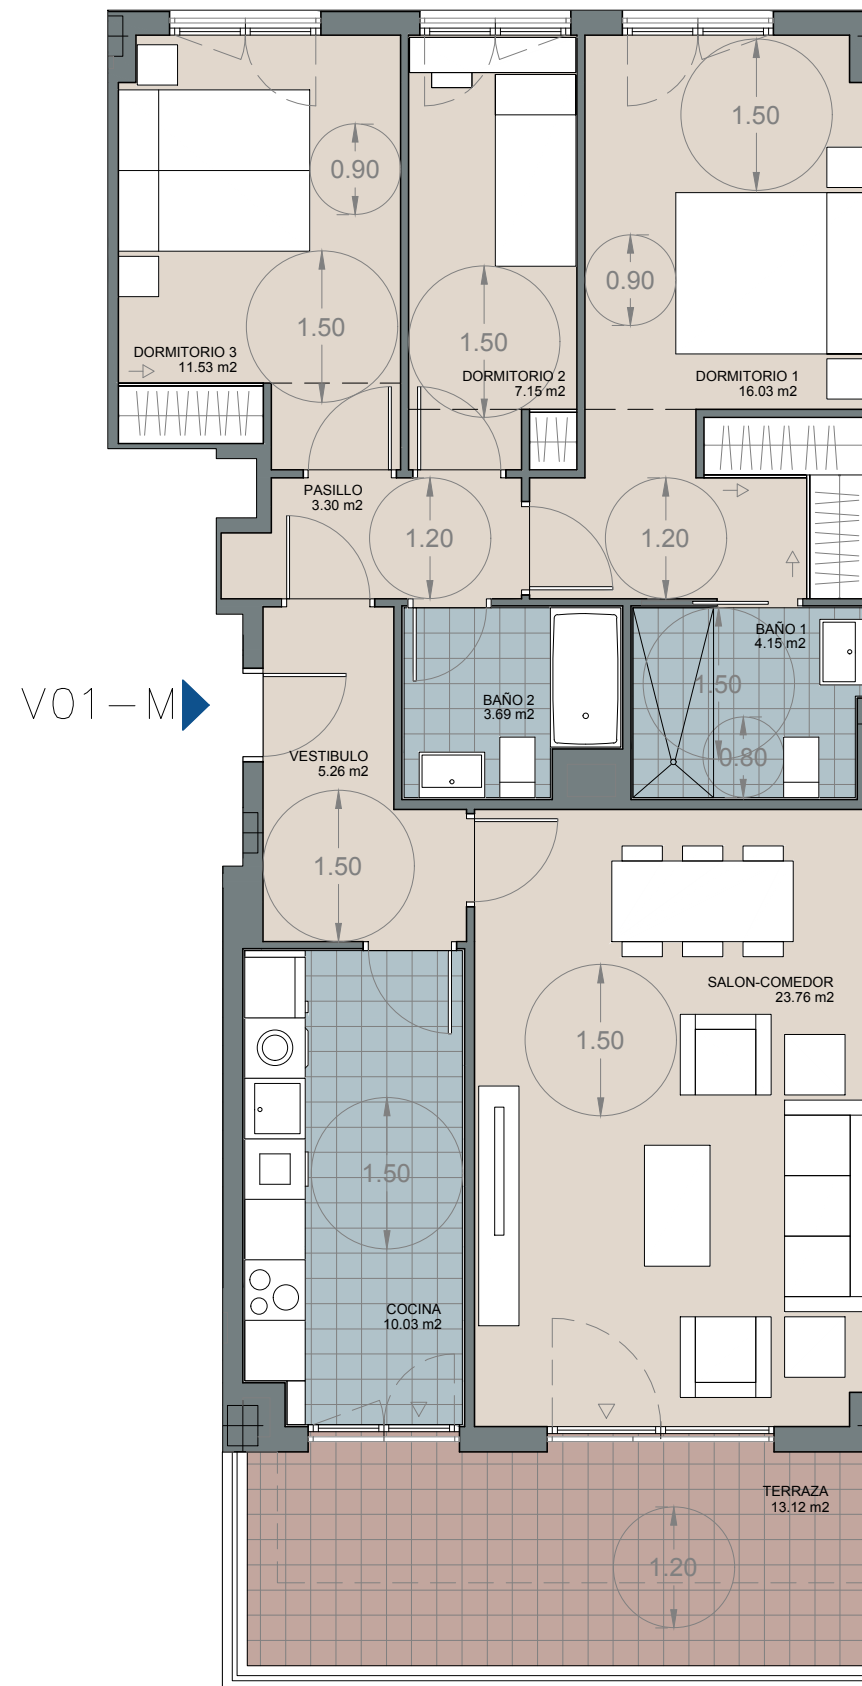 1.50
0.90
0.90
1.50
1.50
DORMITORIO 3
11.53 m2
DORMITORIO 2
7.15 m2
DORMITORIO 1
16.03 m2
PASILLO
3.30 m2
1.20
1.20
BAÑO 1
4.15 m2
1.50
BAÑO 2
3.69 m2
V01-M
0.80
VESTIBULO
5.26 m2
1.50
SALON-COMEDOR
23.76 m2
1.50
1.50
COCINA
10.03 m2
TERRAZA
13.12 m2
1.20